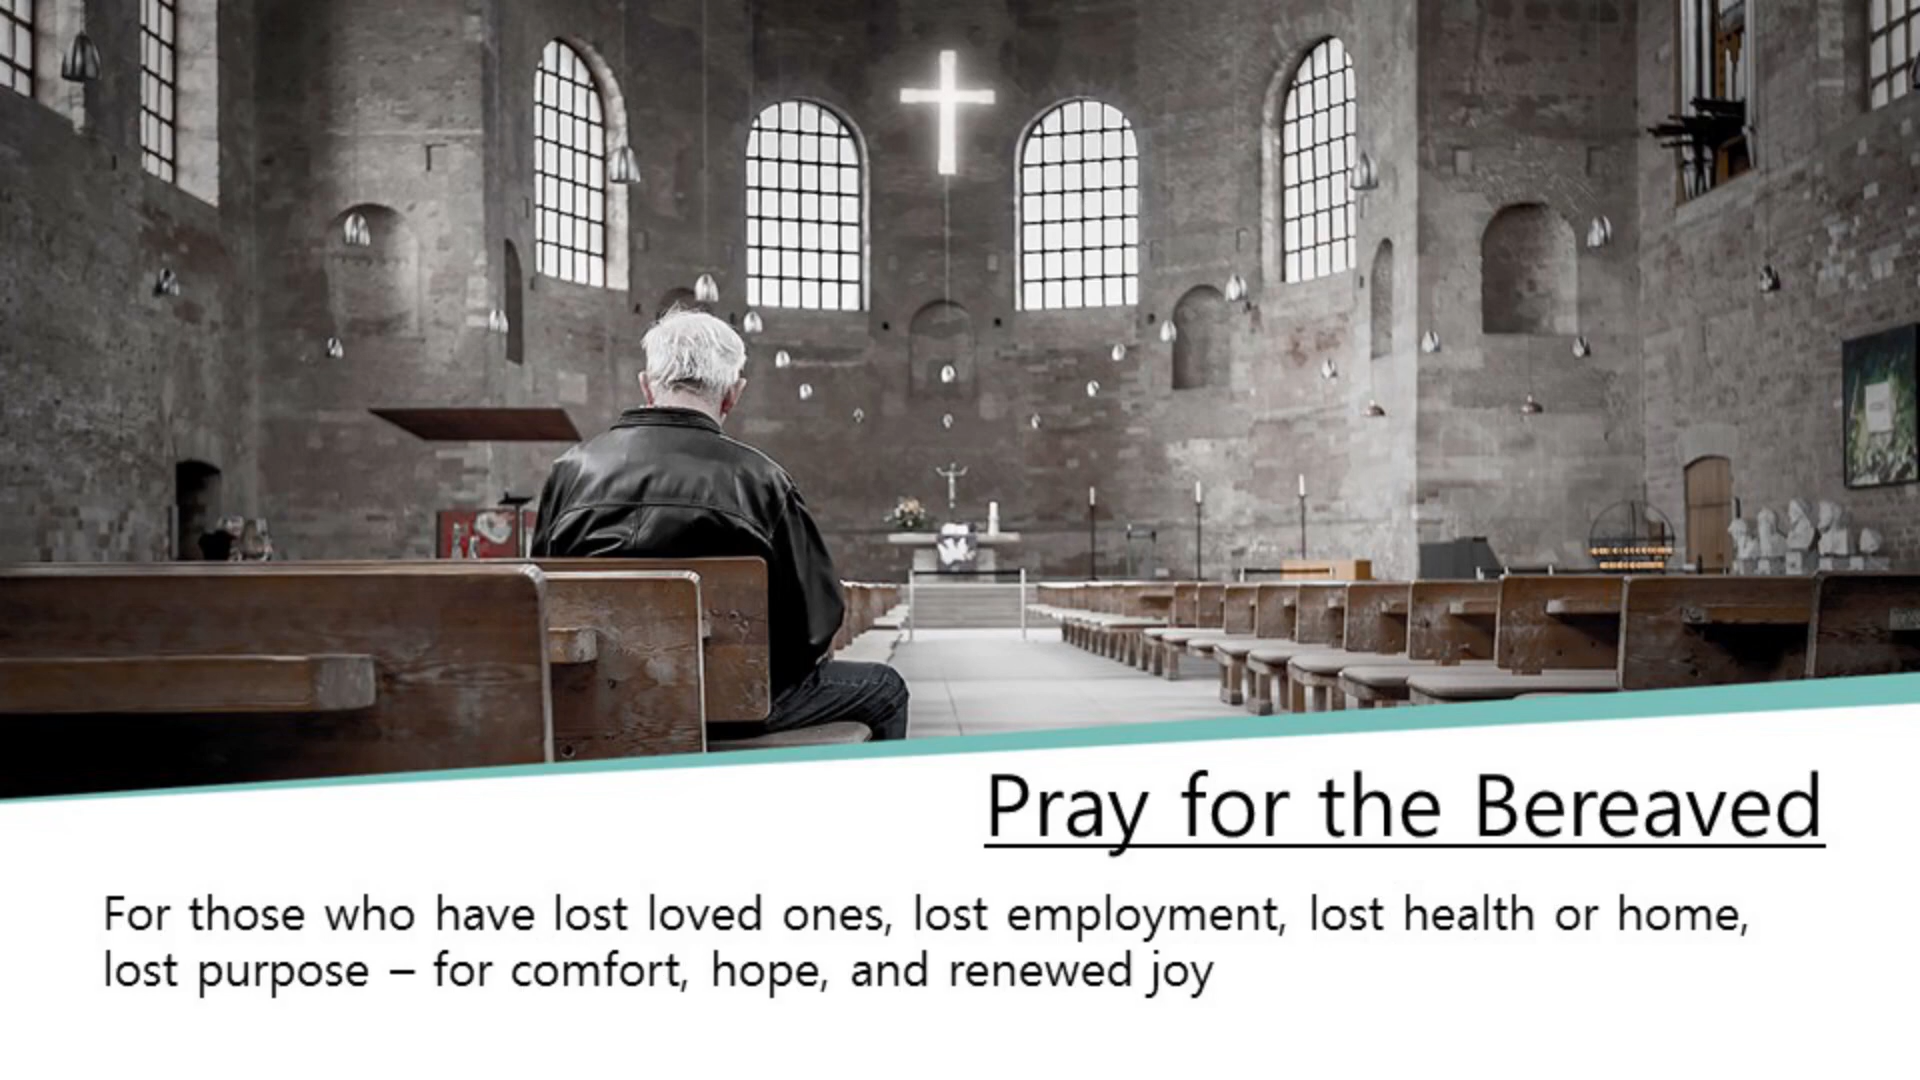 Pray for the Bereaved
For those who have lost loved ones, lost employment, lost health or home,
lost purpose – for comfort, hope, and renewed joy